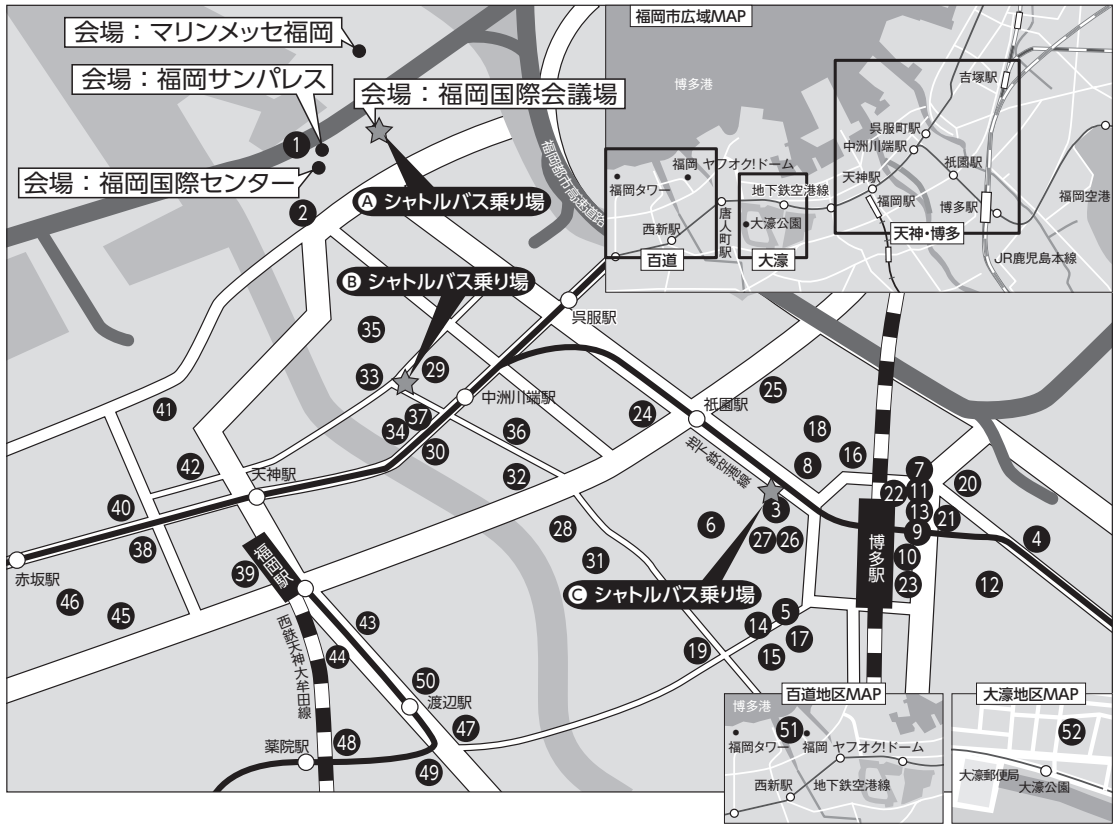 会場：マリンメッセ福岡
会場：福岡サンパレス
会場：福岡国際会議場
1
会場：福岡国際センター
2
A シャトルバス乗り場
福岡都市高速道路
B シャトルバス乗り場
呉服駅
35
33
29
中洲川端駅
37
34
30
36
32
41
42
天神駅
40
38
赤坂駅
39
福岡駅
46
45
43
44
西鉄天神大牟田線
50
渡辺駅
47
薬院駅
48
49
24
祇園駅
地下鉄空港線
25
18
8
16
7
22
11
20
3
13
21
6
27
26
9
4
博多駅
10
28
31
23
12
C シャトルバス乗り場
5
14
17
19
15
福岡市広域MAP
博多港
吉塚駅
呉服町駅
中洲川端駅
祇園駅
福岡 ヤフオク!ドーム
福岡タワー
地下鉄空港線
天神駅
福岡駅
博多駅
福岡空港
西新駅
唐人町駅
大濠公園
天神・博多
百道
大濠
JR鹿児島本線
百道地区MAP
博多港
51
福岡タワー
福岡 ヤフオク!ドーム
西新駅
地下鉄空港線
大濠地区MAP
52
大濠郵便局
大濠公園